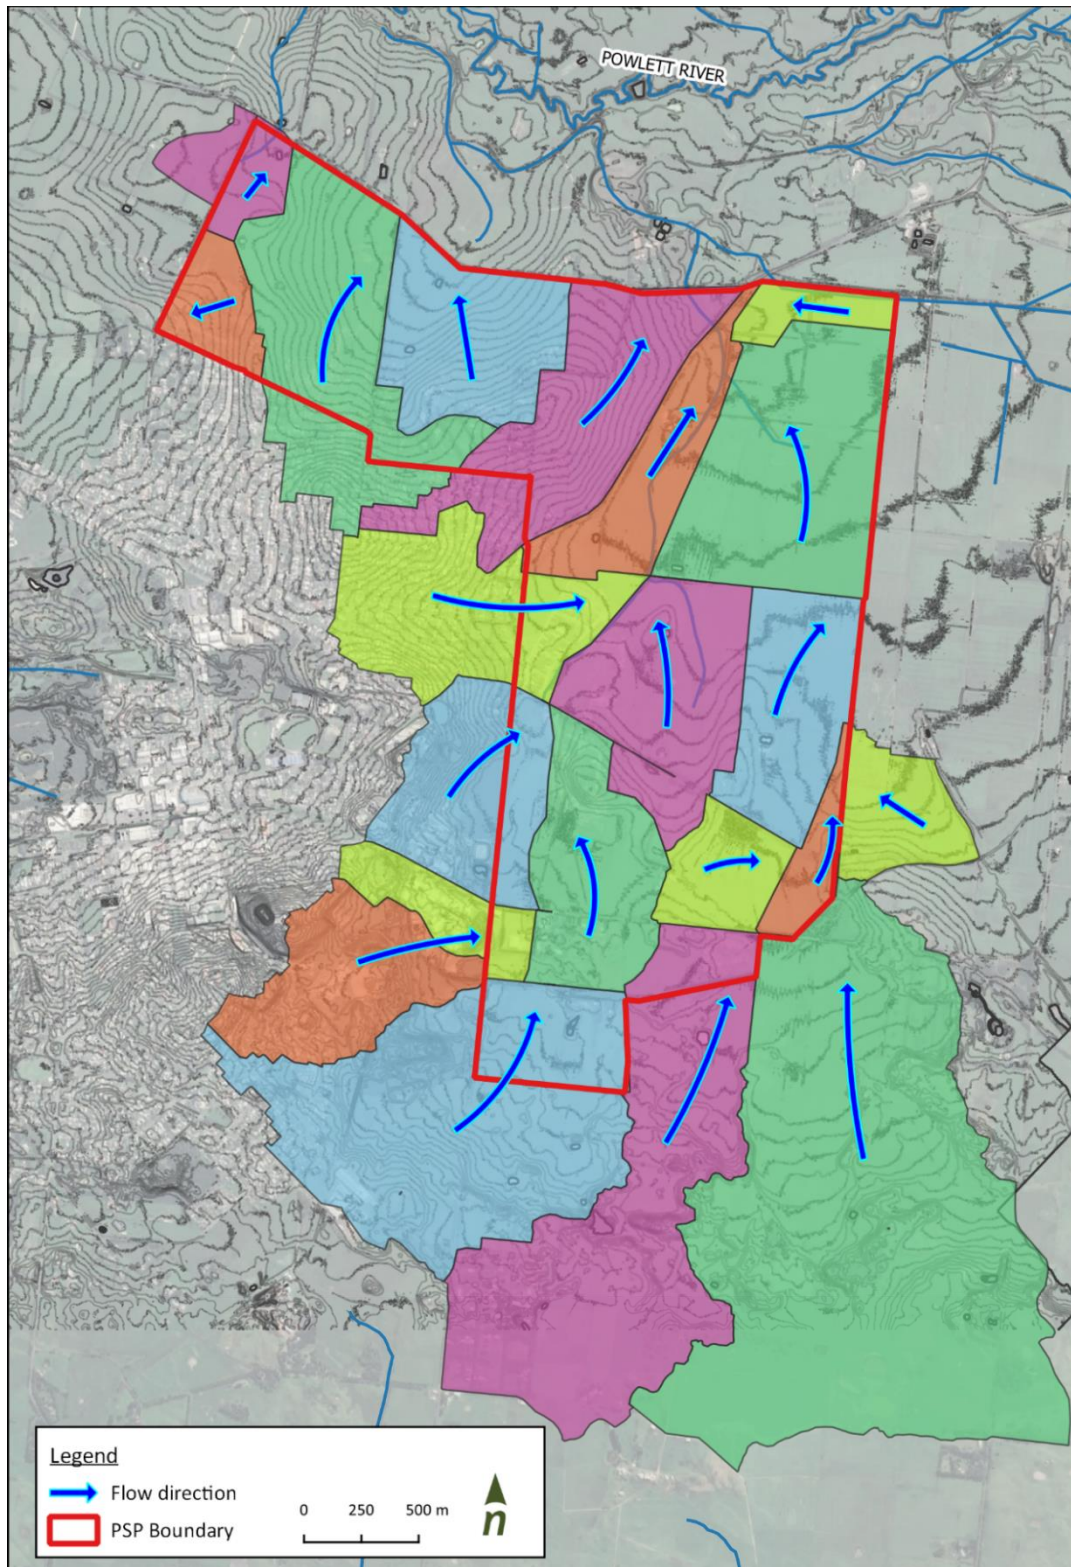 POWLETT RIVER
Legend
Flow direction
PSP Boundary
0 250 500 m
n